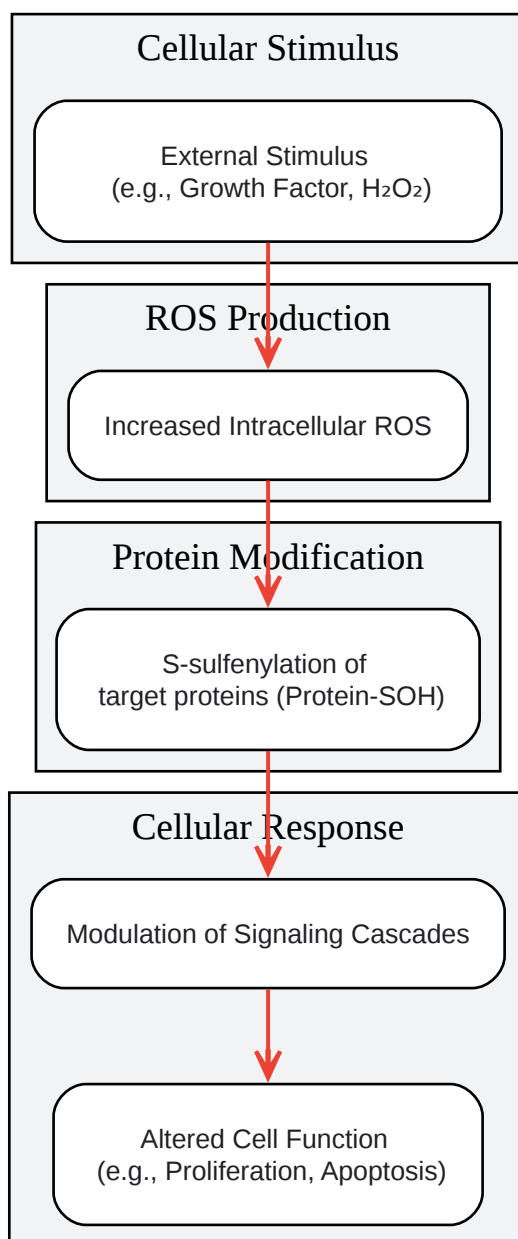 Cellular Stimulus
External Stimulus
(e.g., Growth Factor, H₂O₂)
ROS Production
Increased Intracellular ROS
Protein Modification
S-sulfenylation of
target proteins (Protein-SOH)
Cellular Response
Modulation of Signaling Cascades
Altered Cell Function
(e.g., Proliferation, Apoptosis)